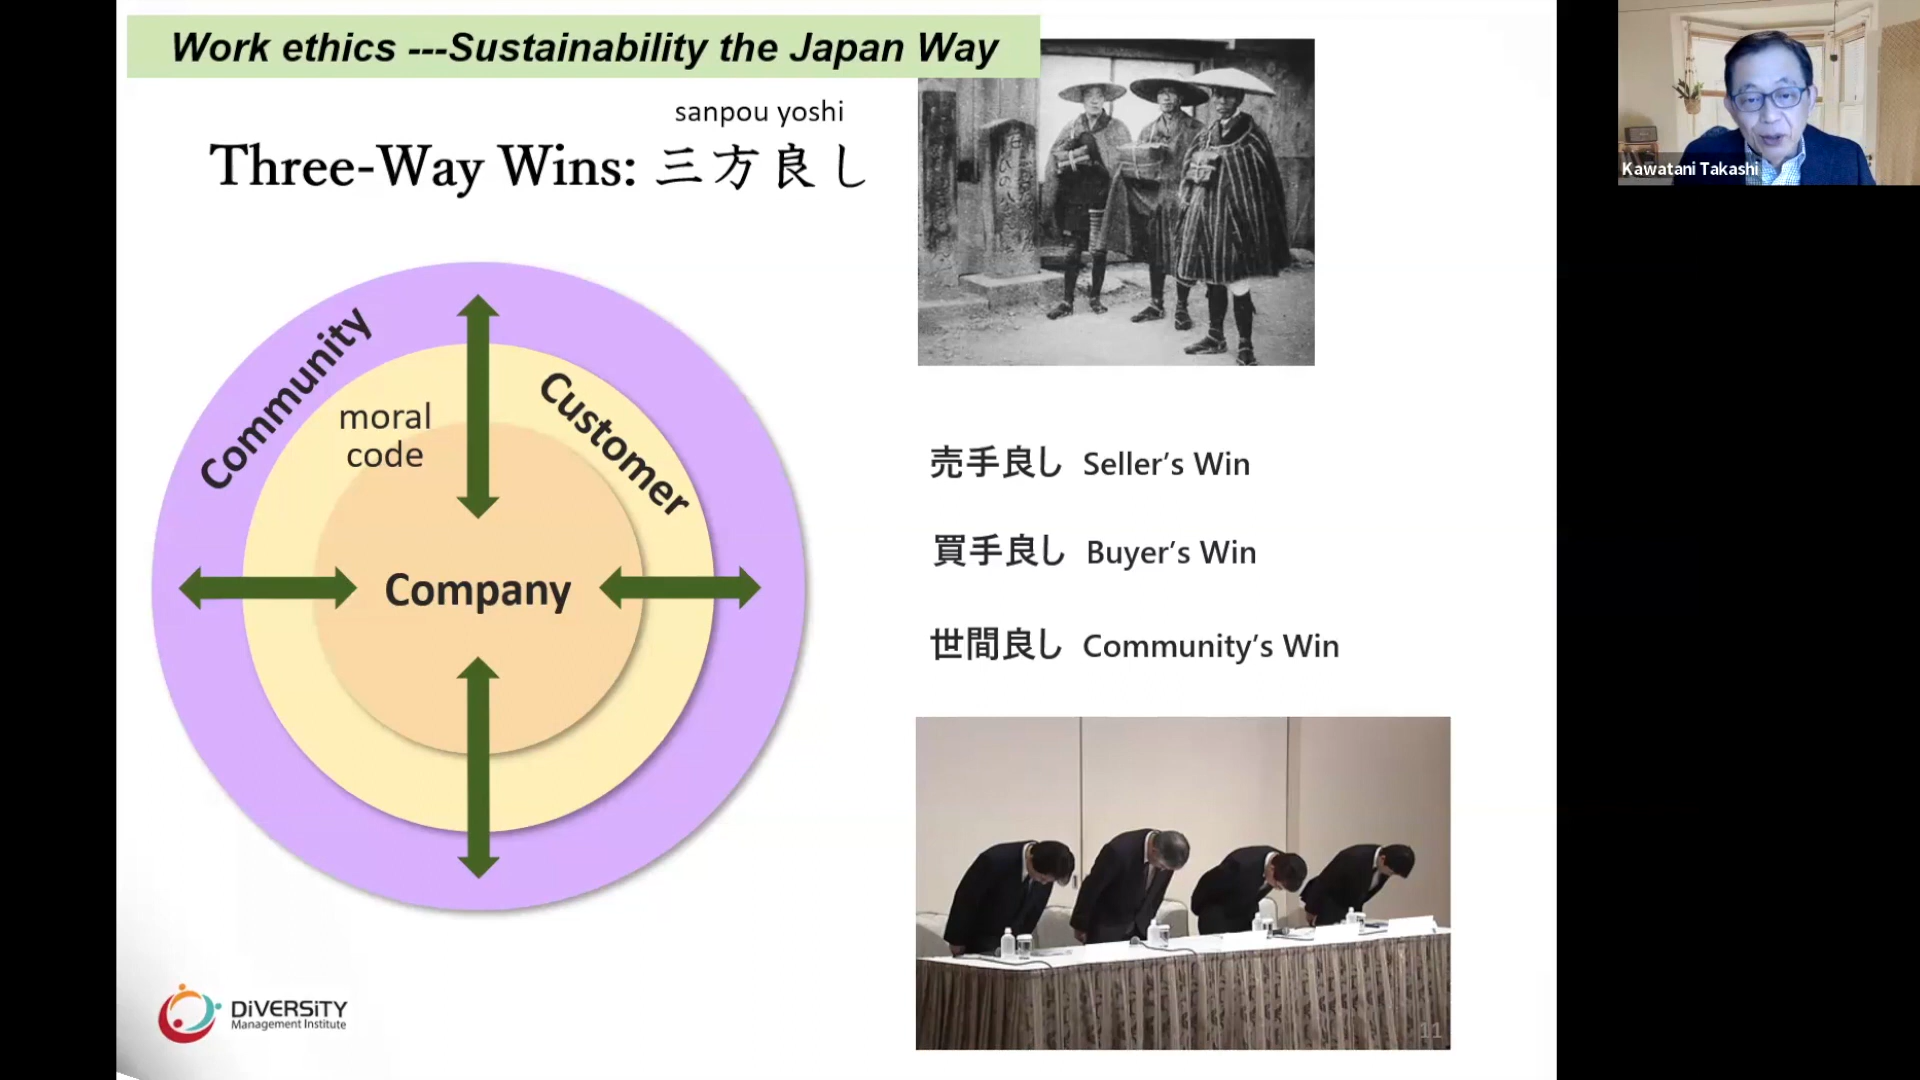 Work ethics ---Sustainability the Japan Way
sanpou yoshi
Three-Way Wins: 三方良し
Community
moral
code
Customer
Company
売手良し Seller's Win
買手良し Buyer's Win
世間良し Community's Win
DiVERSiTY
Management Institute
11
Kawatani Takashi